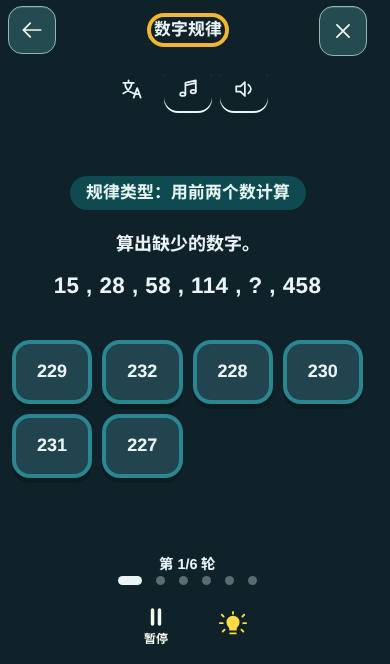 数字规律
规律类型：用前两个数计算
算出缺少的数字。
15 , 28 , 58 , 114 , ? , 458
229 232 228 230
231 227
第 1/6 轮
暂停